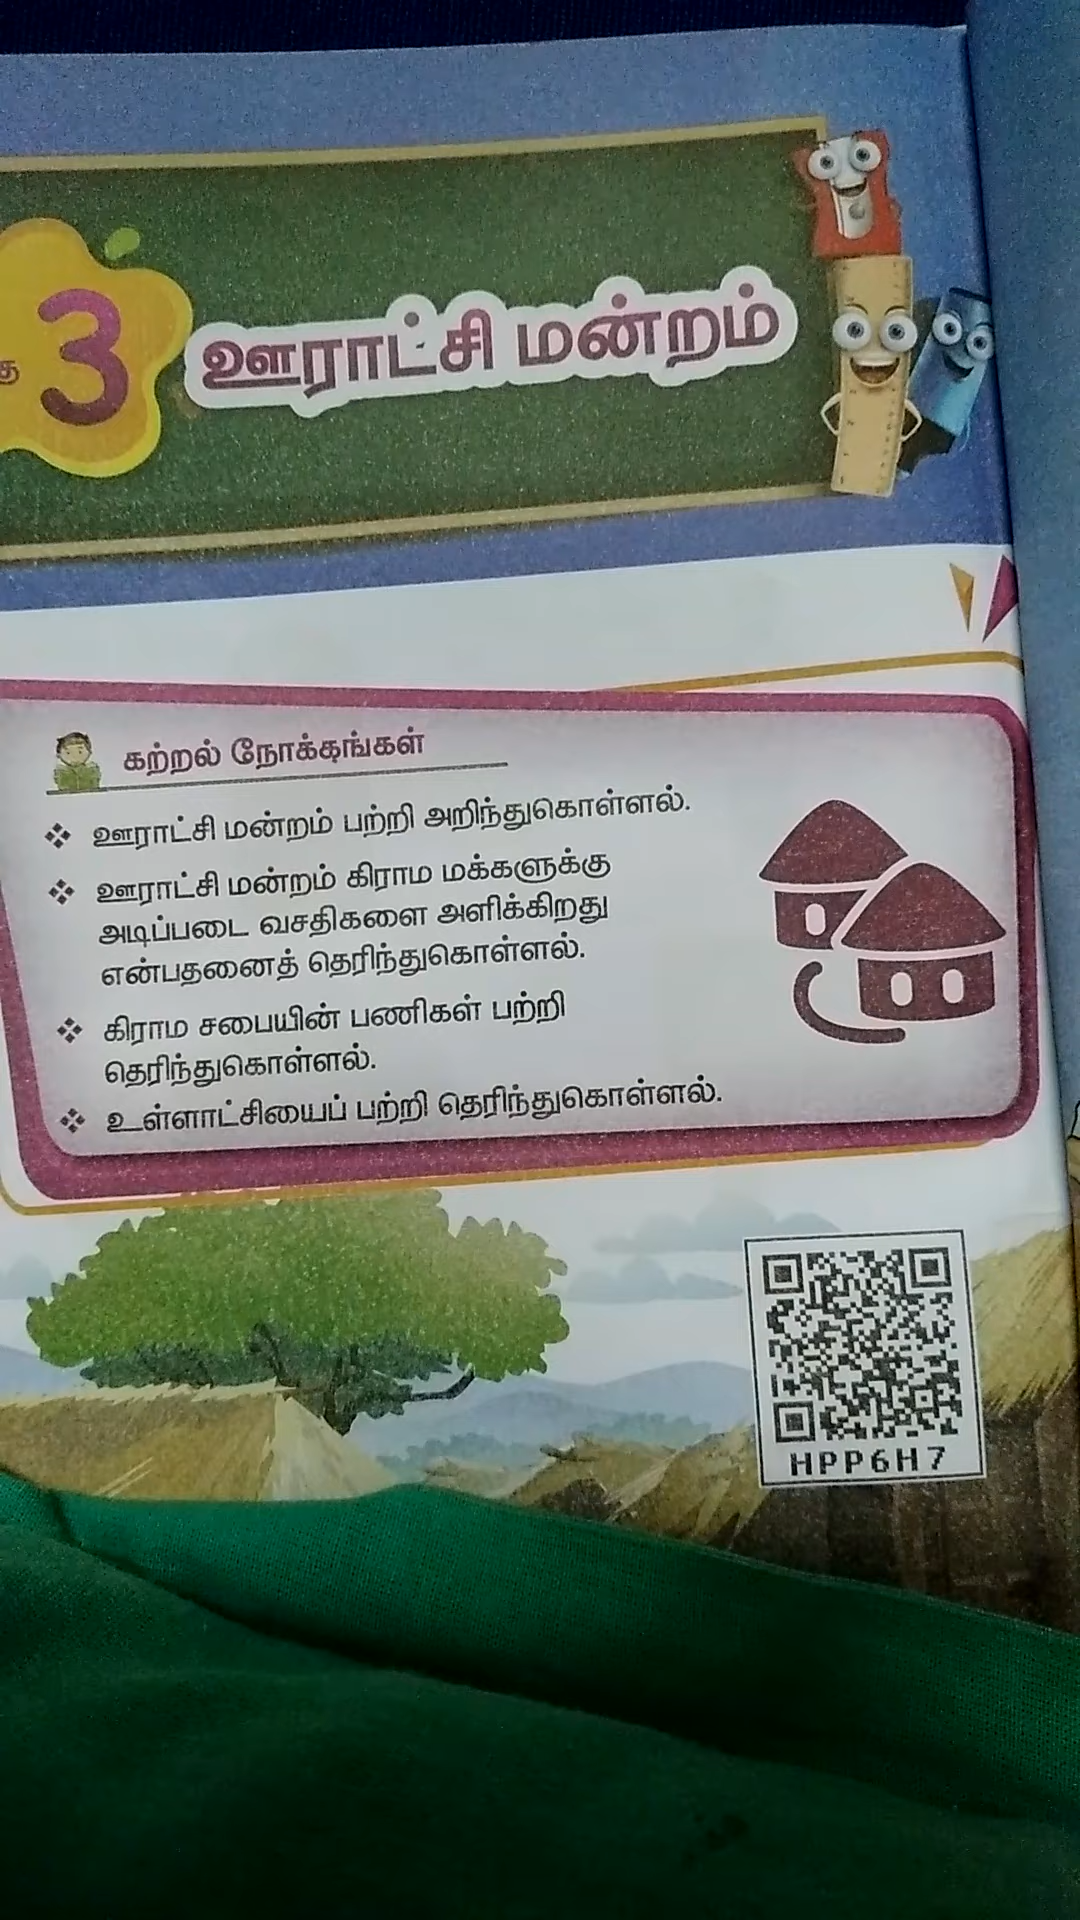 3
ஊராட்சி மன்றம்
கற்றல் நோக்கங்கள்
❖ ஊராட்சி மன்றம் பற்றி அறிந்துகொள்ளல்.
❖ ஊராட்சி மன்றம் கிராம மக்களுக்கு
அடிப்படை வசதிகளை அளிக்கிறது
என்பதனைத் தெரிந்துகொள்ளல்.
❖ கிராம சபையின் பணிகள் பற்றி
தெரிந்துகொள்ளல்.
❖ உள்ளாட்சியைப் பற்றி தெரிந்துகொள்ளல்.
HPP6H7